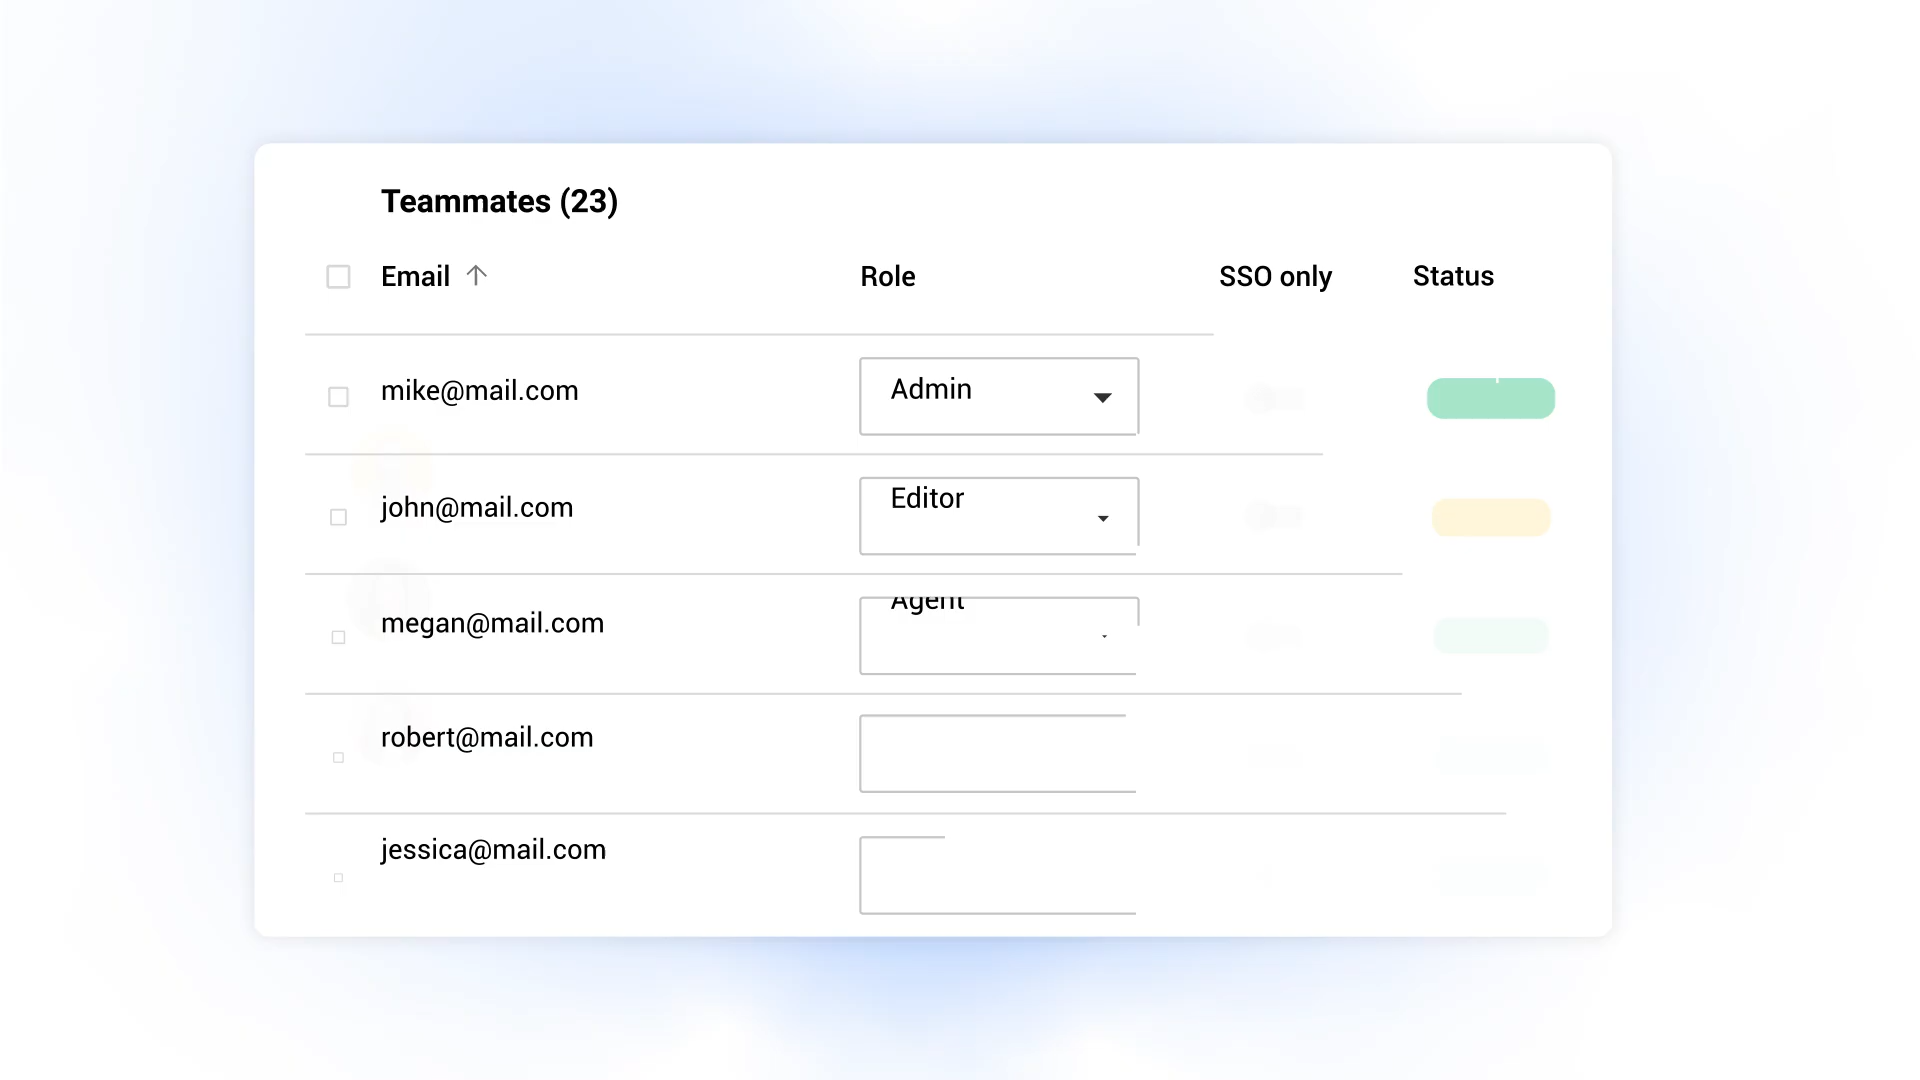 Teammates (23)
Email Role SSO only Status
mike@mail.com Admin
john@mail.com Editor
megan@mail.com Agent
robert@mail.com
jessica@mail.com